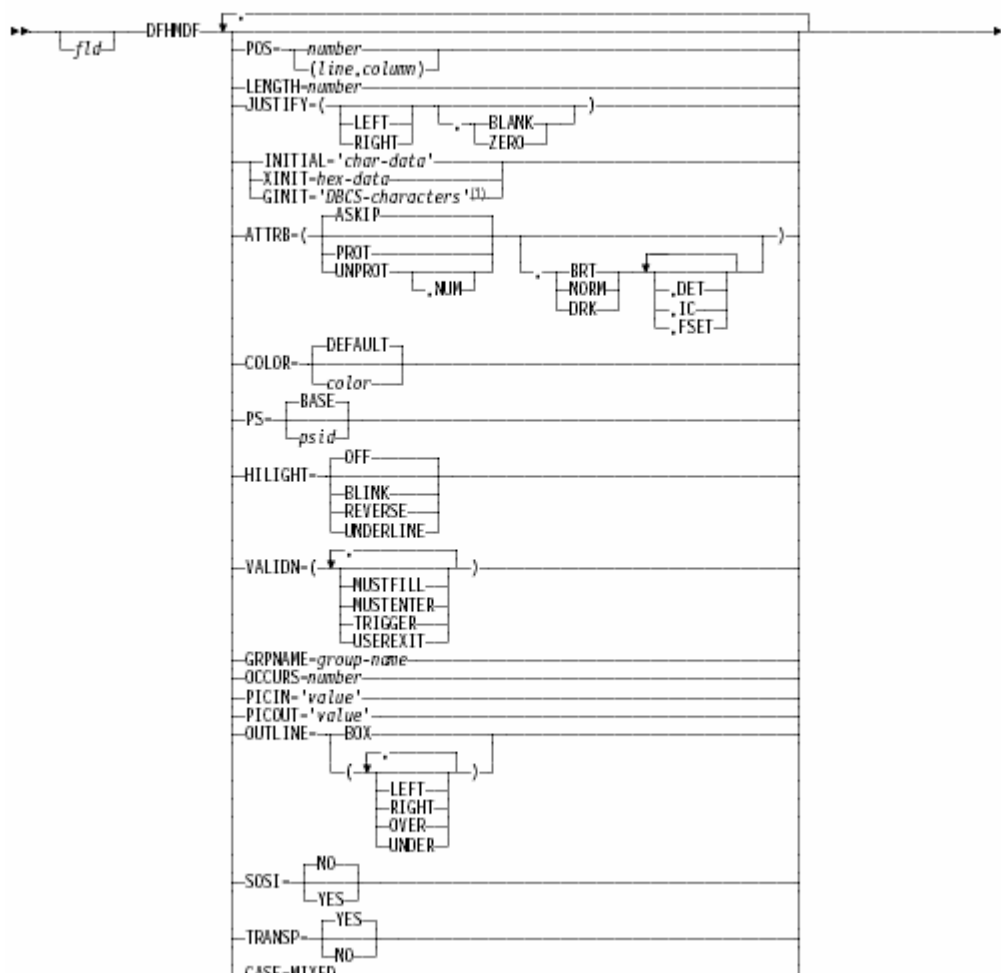 fld DFHMDF ,
POS= number
(line,column)
LENGTH=number
JUSTIFY=( LEFT , BLANK )
RIGHT ZERO
INITIAL='char-data'
XINIT=hex-data
GINIT='DBCS-characters'(1)
ASKIP
ATTRB=( )
PROT
UNPROT , BRT
,NUM NORM ,DET
DRK ,IC
,FSET
DEFAULT
COLOR=
color
BASE
PS=
psid
OFF
HILIGHT=
BLINK
REVERSE
UNDERLINE
,
VALIDN=( )
MUSTFILL
MUSTENTER
TRIGGER
USEREXIT
GRPNAME=group-name
OCCURS=number
PICIN='value'
PICOUT='value'
OUTLINE= BOX
,
( )
LEFT
RIGHT
OVER
UNDER
NO
SOSI=
YES
YES
TRANSP=
NO
CASE=MIXED